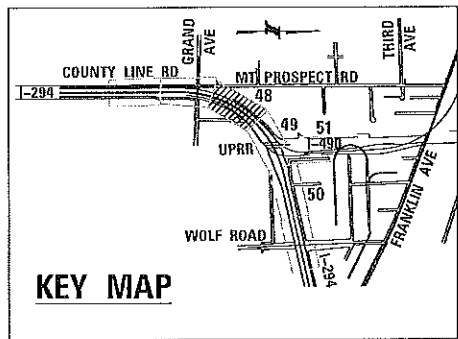 GRAND
AVE
THIRD
AVE
COUNTY LINE RD
MT PROSPECT RD
I-294
48
49
51
I-490
UPRR
50
FRANKLIN AVE
WOLF ROAD
I-294
KEY MAP